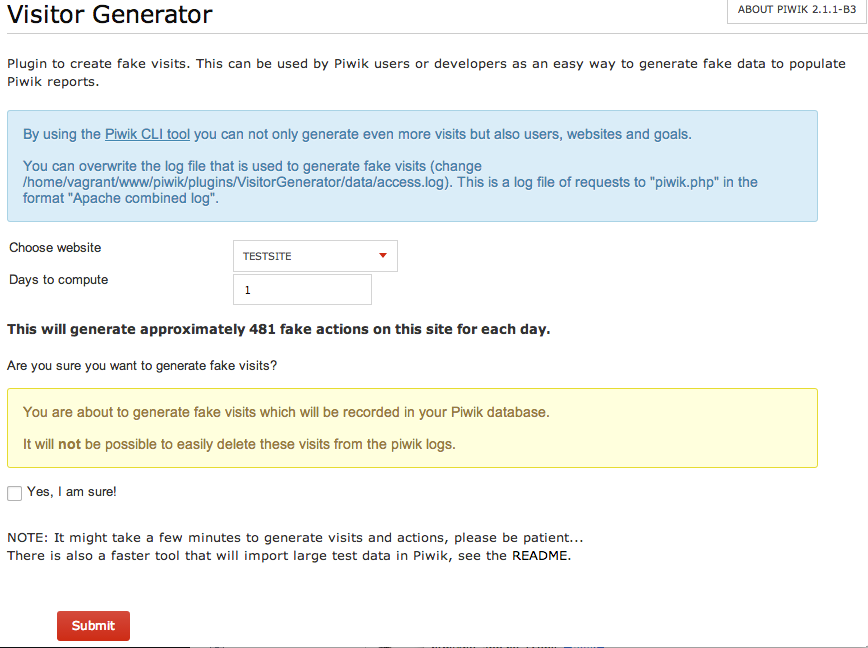 Visitor Generator
ABOUT PIWIK 2.1.1-B3
Plugin to create fake visits. This can be used by Piwik users or developers as an easy way to generate fake data to populate
Piwik reports.
By using the Piwik CLI tool you can not only generate even more visits but also users, websites and goals.
You can overwrite the log file that is used to generate fake visits (change
/home/vagrant/www/piwik/plugins/VisitorGenerator/data/access.log). This is a log file of requests to "piwik.php" in the
format "Apache combined log".
Choose website
TESTSITE
Days to compute
1
This will generate approximately 481 fake actions on this site for each day.
Are you sure you want to generate fake visits?
You are about to generate fake visits which will be recorded in your Piwik database.
It will not be possible to easily delete these visits from the piwik logs.
Yes, I am sure!
NOTE: It might take a few minutes to generate visits and actions, please be patient...
There is also a faster tool that will import large test data in Piwik, see the README.
Submit